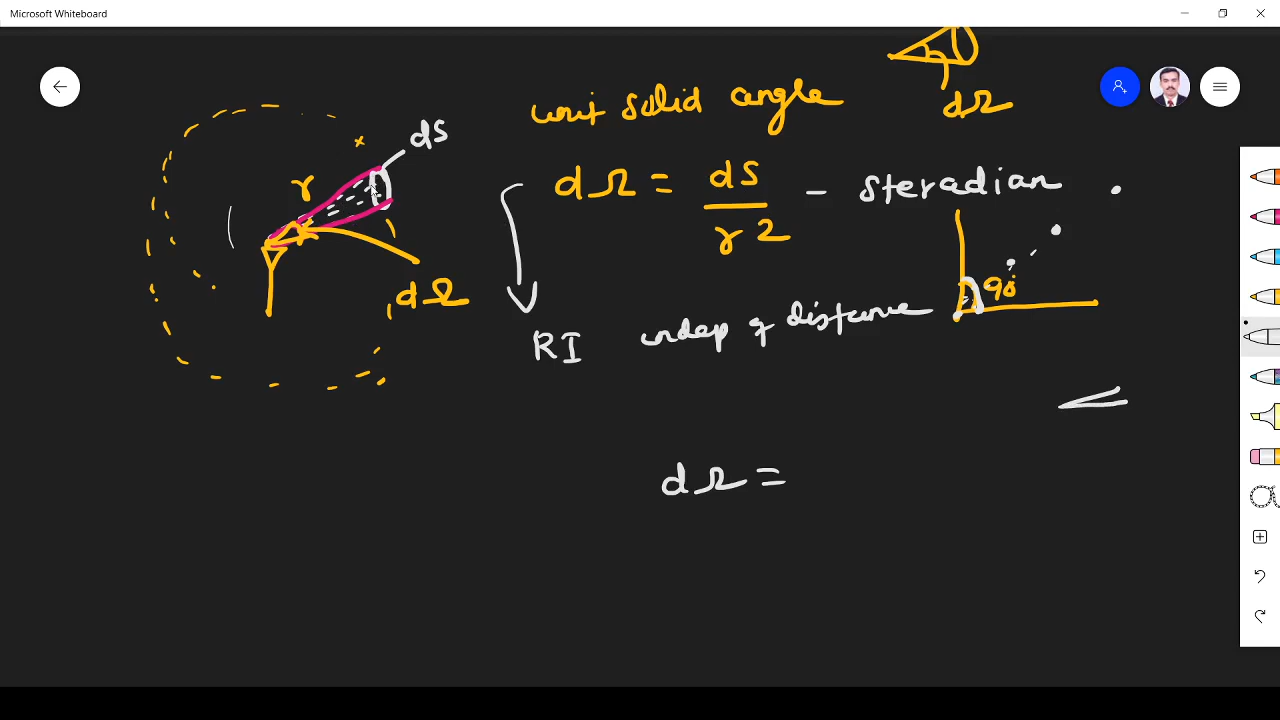 Microsoft Whiteboard
unit solid angle
dΩ
dS
r
dΩ = dS / r2 - steradian
90°
dΩ
RI indep of distance
dΩ =